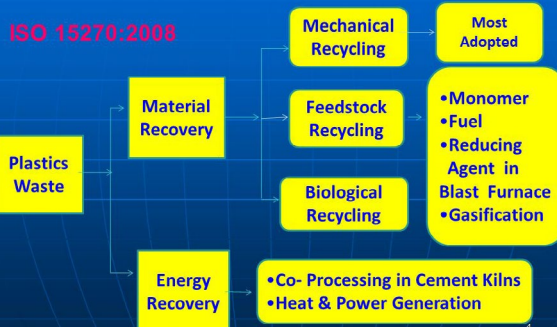 ISO 15270:2008
Mechanical
Recycling
Most
Adopted
Material
Recovery
Feedstock
Recycling
•Monomer
•Fuel
•Reducing
Agent in
Blast Furnace
•Gasification
Plastics
Waste
Biological
Recycling
Energy
Recovery
•Co- Processing in Cement Kilns
•Heat & Power Generation
4